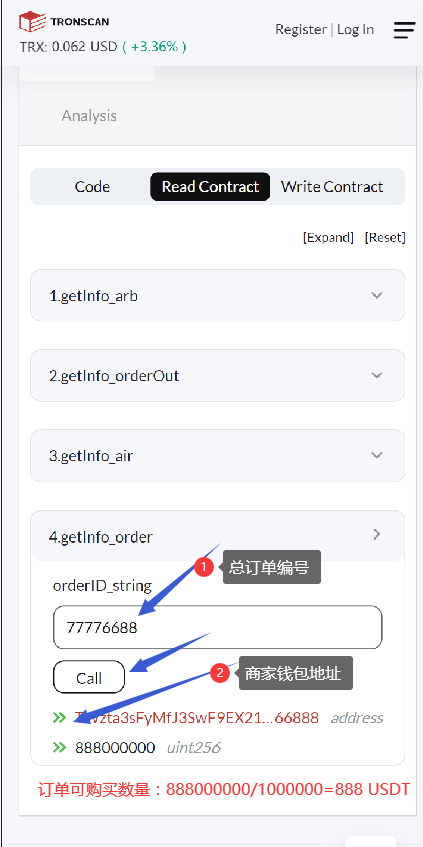 TRONSCAN
Register | Log In
TRX: 0.062 USD ( +3.36% )
Analysis
Code
Read Contract
Write Contract
[Expand] [Reset]
1.getInfo_arb
2.getInfo_orderOut
3.getInfo_air
4.getInfo_order
1 总订单编号
orderID_string
77776688
2 商家钱包地址
Call
zta3sFyMfJ3SwF9EX21...66888 address
888000000 uint256
订单可购买数量：888000000/1000000=888 USDT